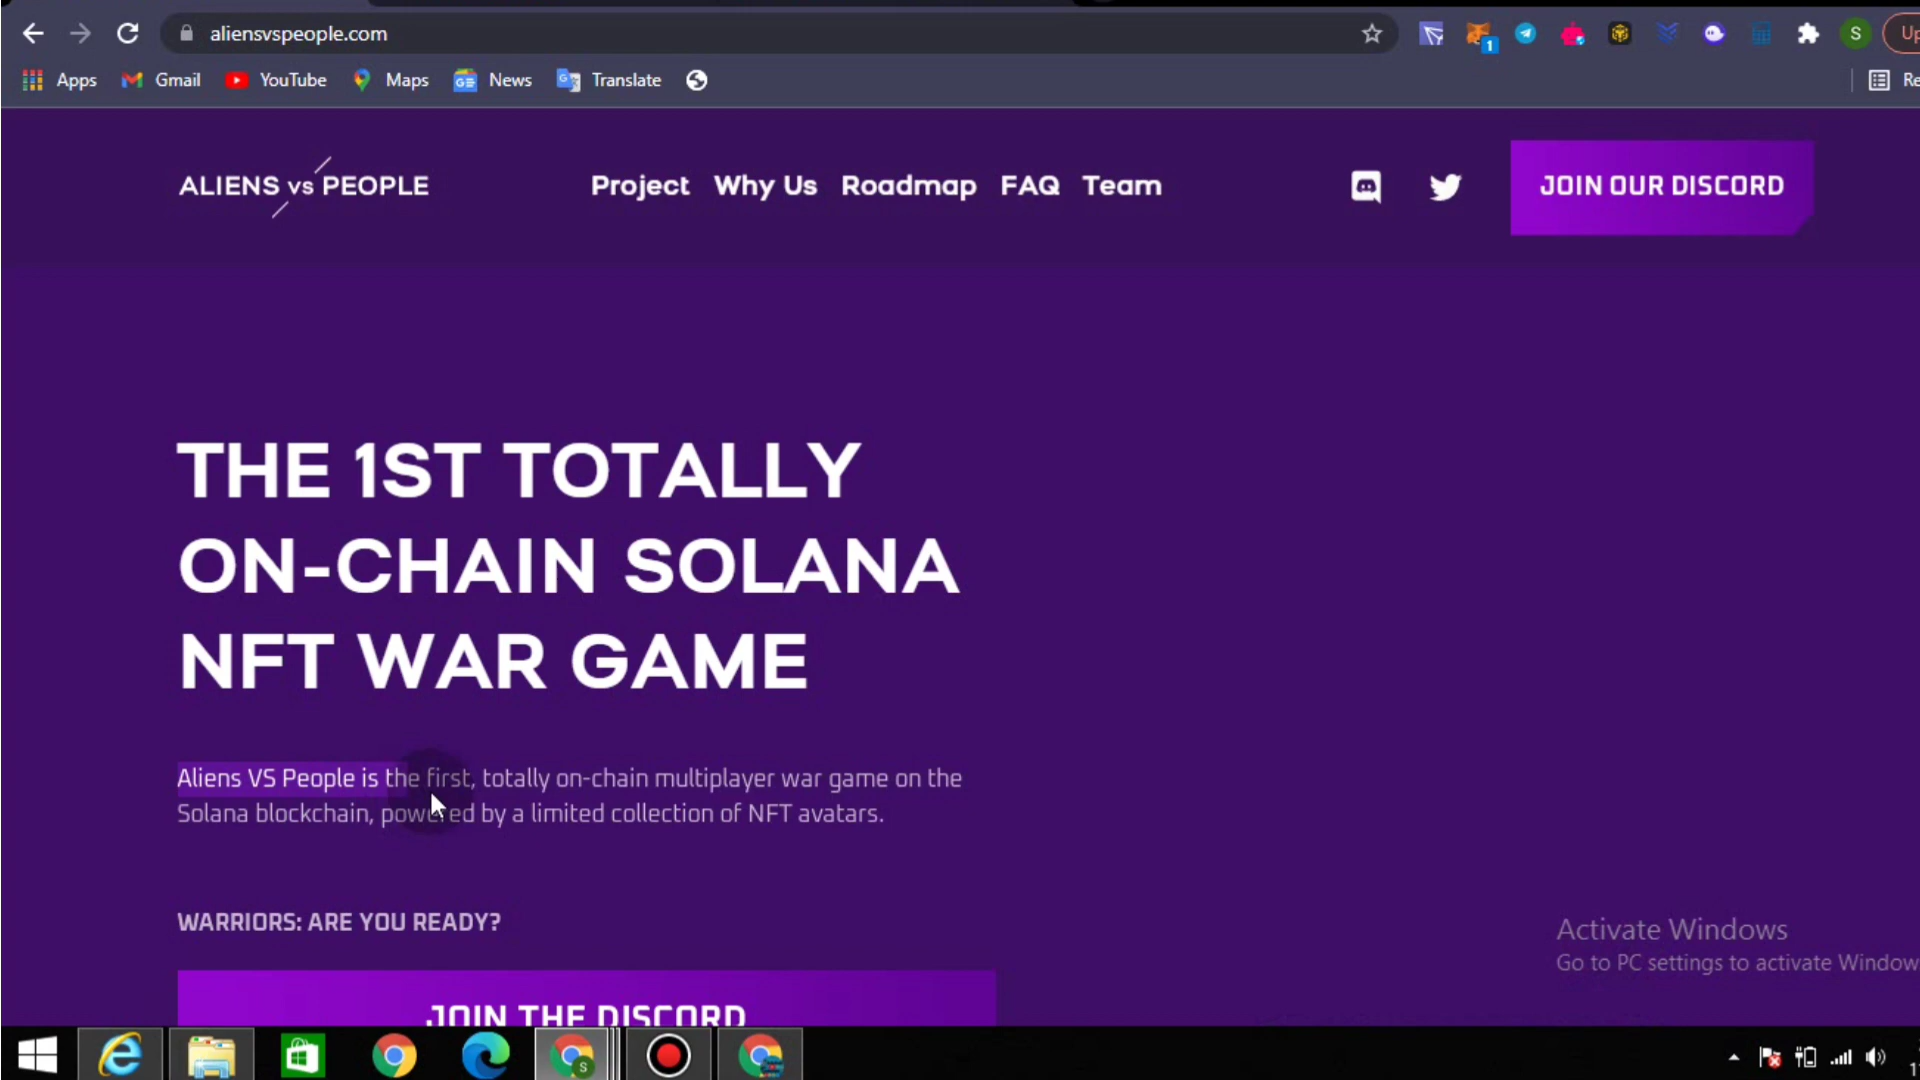 aliensvspeople.com
1
S
Apps
Gmail
YouTube
Maps
News
Translate
ALIENS vs PEOPLE
Project
Why Us
Roadmap
FAQ
Team
JOIN OUR DISCORD
THE 1ST TOTALLY
ON-CHAIN SOLANA
NFT WAR GAME
Aliens VS People is the first, totally on-chain multiplayer war game on the
Solana blockchain, powered by a limited collection of NFT avatars.
WARRIORS: ARE YOU READY?
JOIN THE DISCORD
Activate Windows
Go to PC settings to activate Window